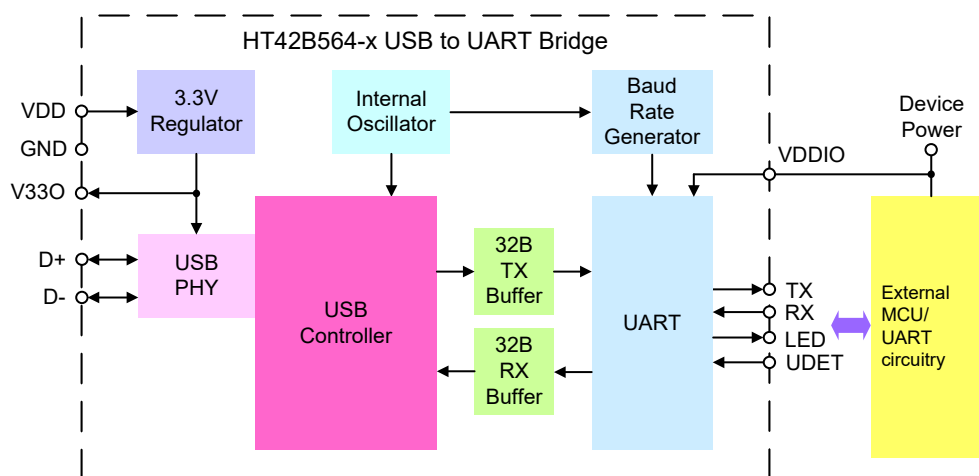 HT42B564-x USB to UART Bridge
VDD
GND
V33O
D+
D-
3.3V
Regulator
Internal
Oscillator
Baud
Rate
Generator
Device
Power
VDDIO
USB
PHY
USB
Controller
32B
TX
Buffer
32B
RX
Buffer
UART
TX
RX
LED
UDET
External
MCU/
UART
circuitry